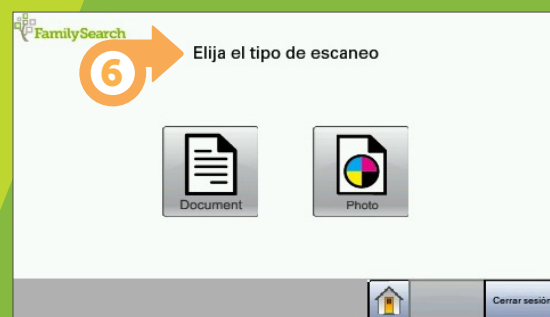 FamilySearch
6
Elija el tipo de escaneo
Document
Photo
Cerrar sesión